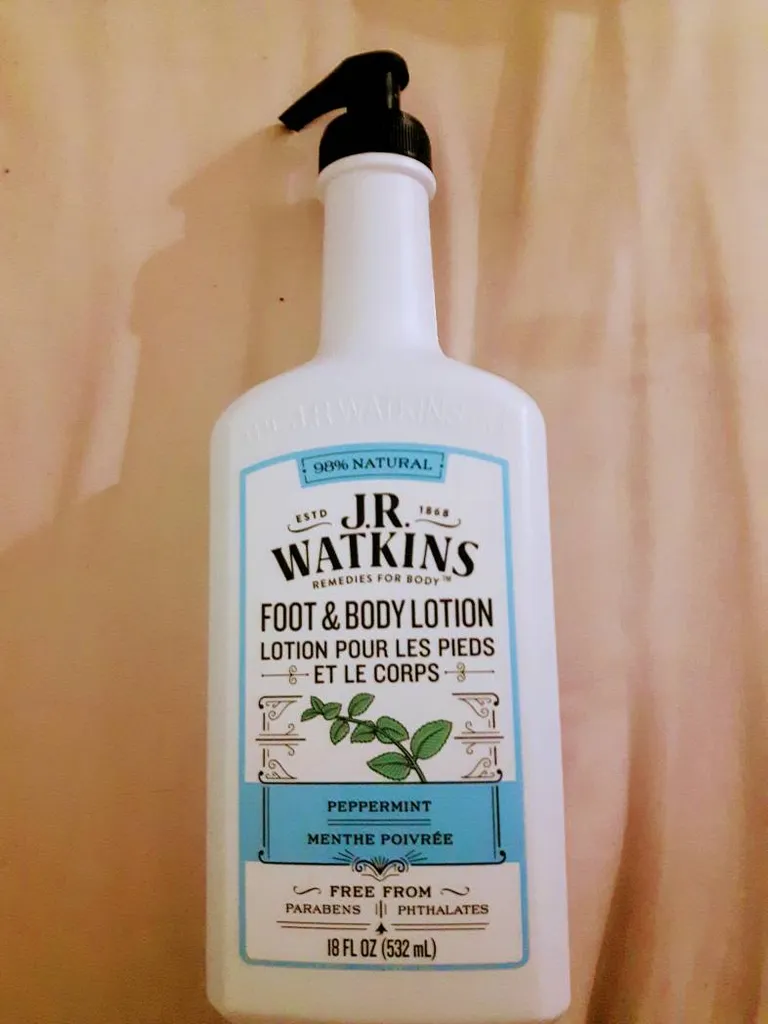 J.R. WATKINS
98% NATURAL
ESTD 1868
J.R.
WATKINS
REMEDIES FOR BODY™
FOOT & BODY LOTION
LOTION POUR LES PIEDS
ET LE CORPS
PEPPERMINT
MENTHE POIVRÉE
FREE FROM
PARABENS PHTHALATES
18 FL OZ (532 mL)